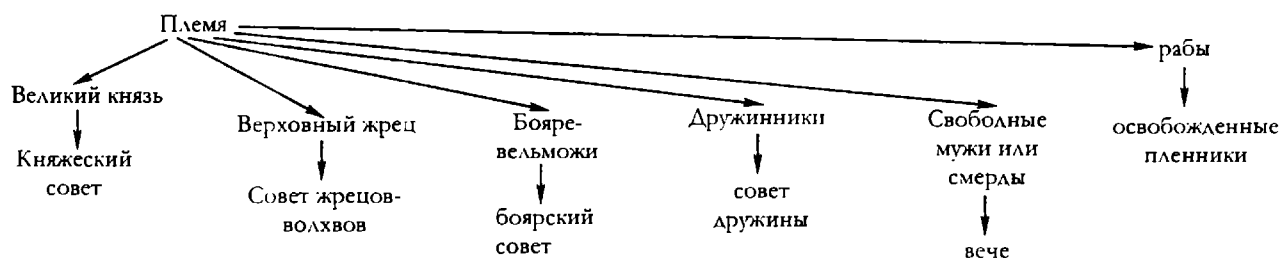 Племя
рабы
Великий князь
Верховный жрец
Бояре-
вельможи
Дружинники
Свободные
мужи или
смерды
освобожденные
пленники
Княжеский
совет
Совет жрецов-
волхвов
боярский
совет
совет
дружины
вече